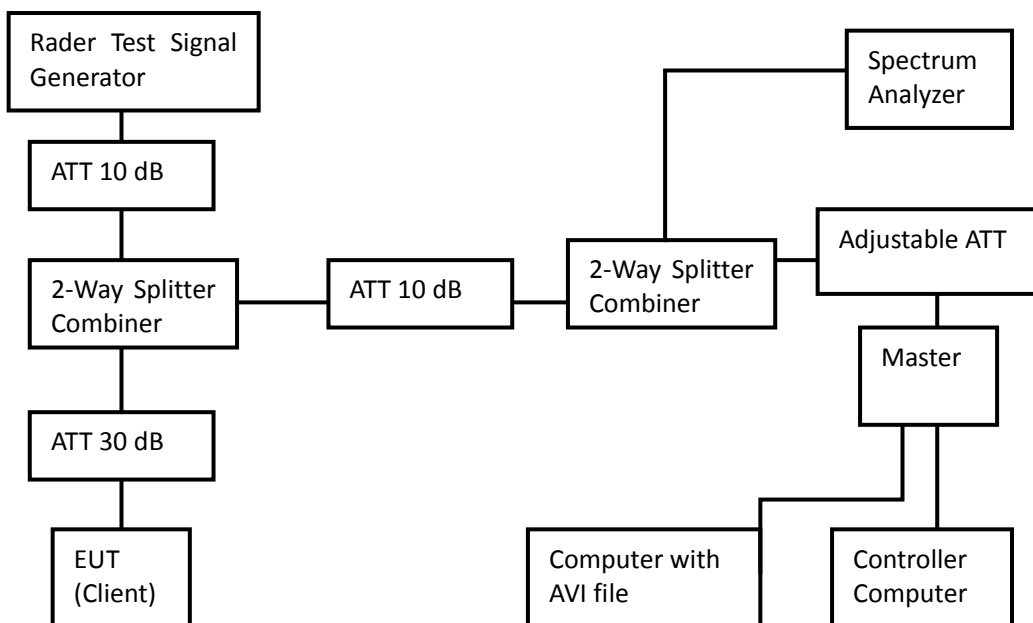 Rader Test Signal
Generator
Spectrum
Analyzer
ATT 10 dB
Adjustable ATT
2-Way Splitter
Combiner
ATT 10 dB
2-Way Splitter
Combiner
Master
ATT 30 dB
EUT
(Client)
Computer with
AVI file
Controller
Computer